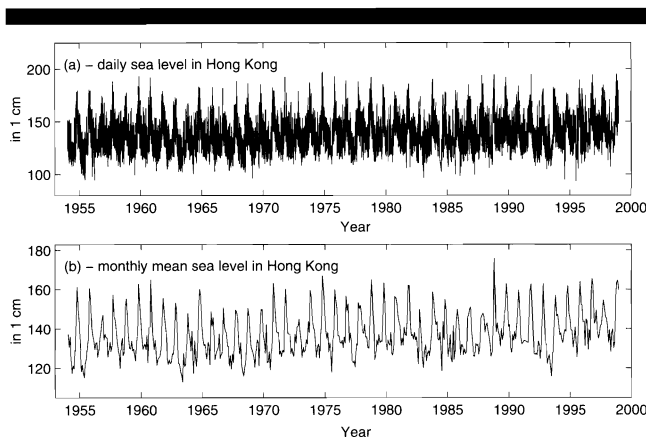 (a) – daily sea level in Hong Kong
200
150
100
in 1 cm
1955 1960 1965 1970 1975 1980 1985 1990 1995 2000
Year
(b) – monthly mean sea level in Hong Kong
180
160
140
120
in 1 cm
1955 1960 1965 1970 1975 1980 1985 1990 1995 2000
Year